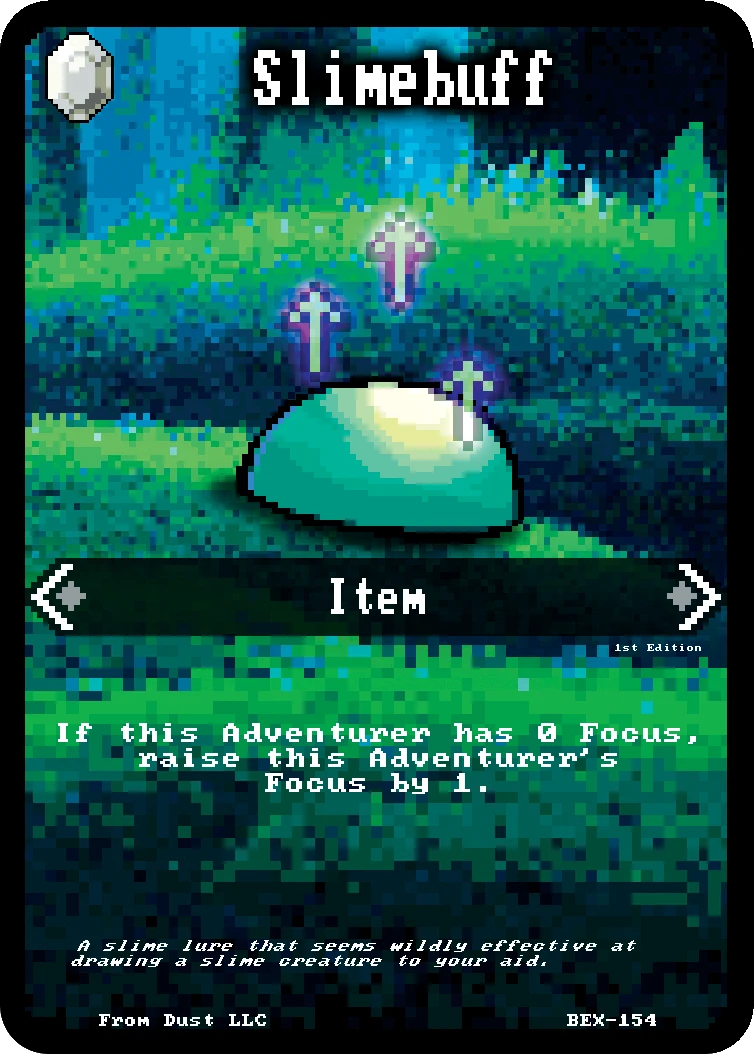 Slimebuff
Item
1st Edition
If this Adventurer has 0 Focus,
raise this Adventurer's
Focus by 1.
A slime lure that seems wildly effective at
drawing a slime creature to your aid.
From Dust LLC
BEX-154